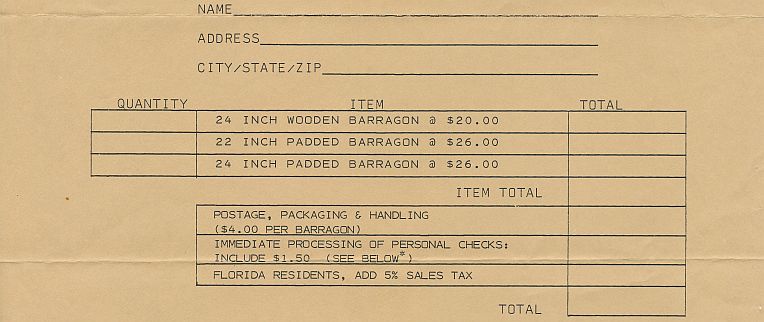 NAME
ADDRESS
CITY/STATE/ZIP
QUANTITY ITEM TOTAL
24 INCH WOODEN BARRAGON @ $20.00
22 INCH PADDED BARRAGON @ $26.00
24 INCH PADDED BARRAGON @ $26.00
ITEM TOTAL
POSTAGE, PACKAGING & HANDLING
($4.00 PER BARRAGON)
IMMEDIATE PROCESSING OF PERSONAL CHECKS:
INCLUDE $1.50 (SEE BELOW*)
FLORIDA RESIDENTS, ADD 5% SALES TAX
TOTAL